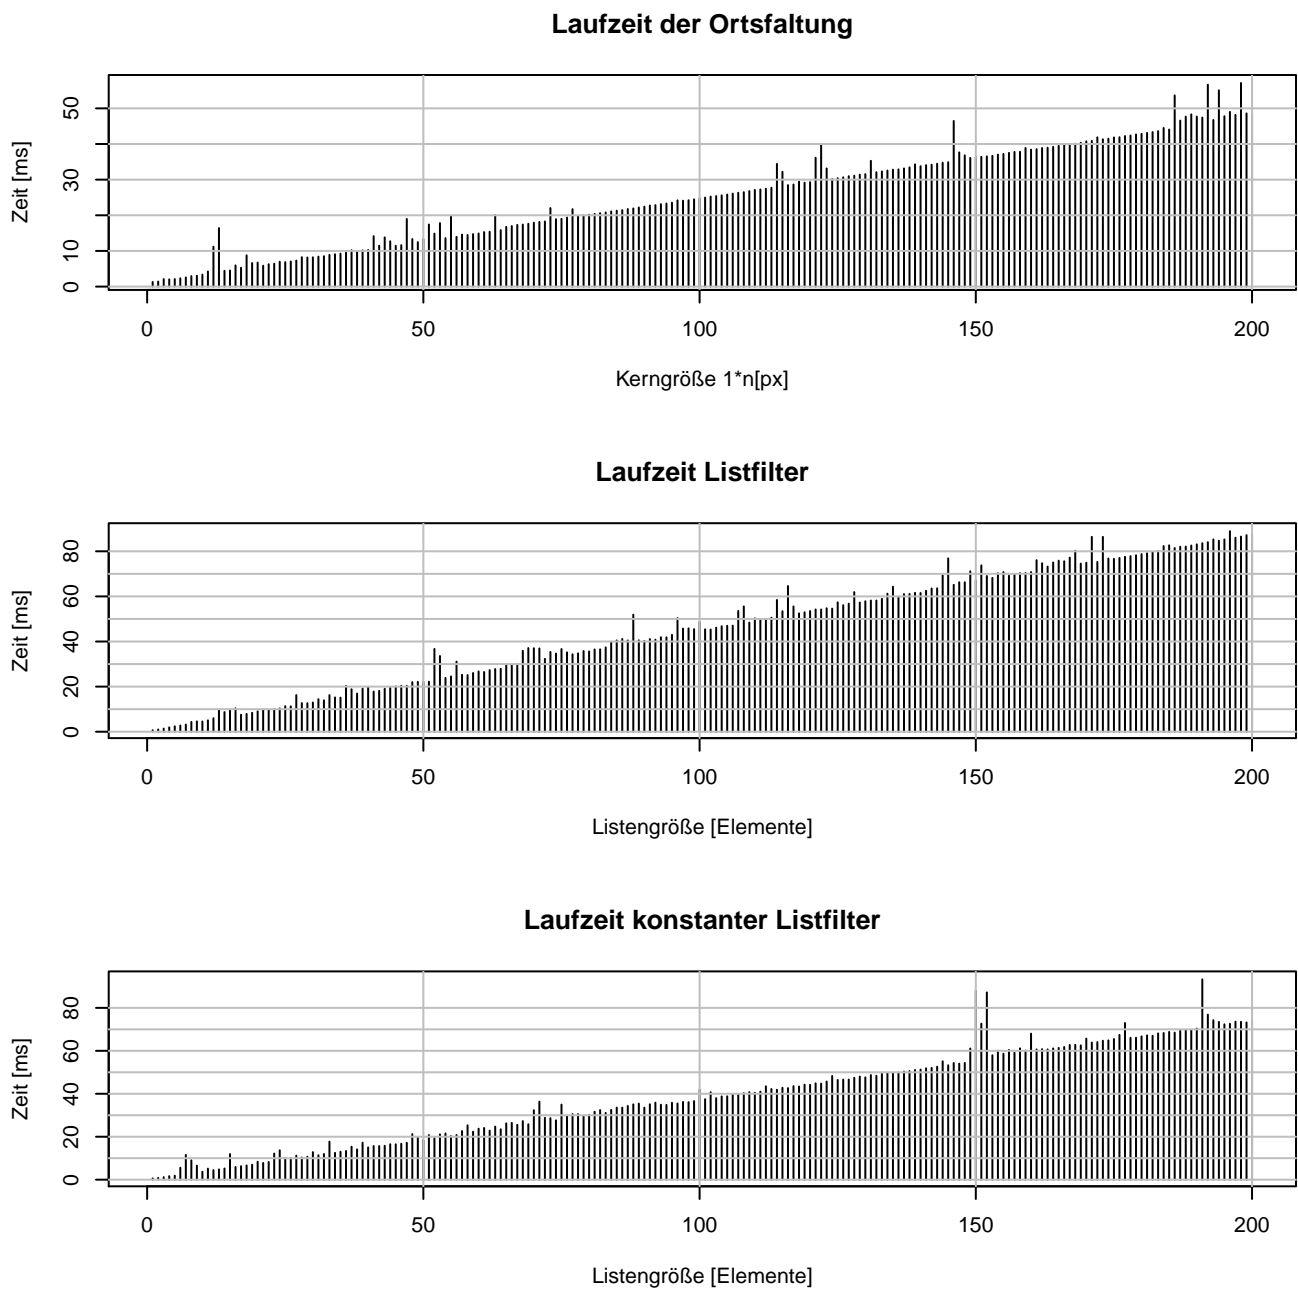 Laufzeit der Ortsfaltung
Zeit [ms]
50
30
10
0
0 50 100 150 200
Kerngröße 1*n[px]
Laufzeit Listfilter
Zeit [ms]
80
60
40
20
0
0 50 100 150 200
Listengröße [Elemente]
Laufzeit konstanter Listfilter
Zeit [ms]
80
60
40
20
0
0 50 100 150 200
Listengröße [Elemente]